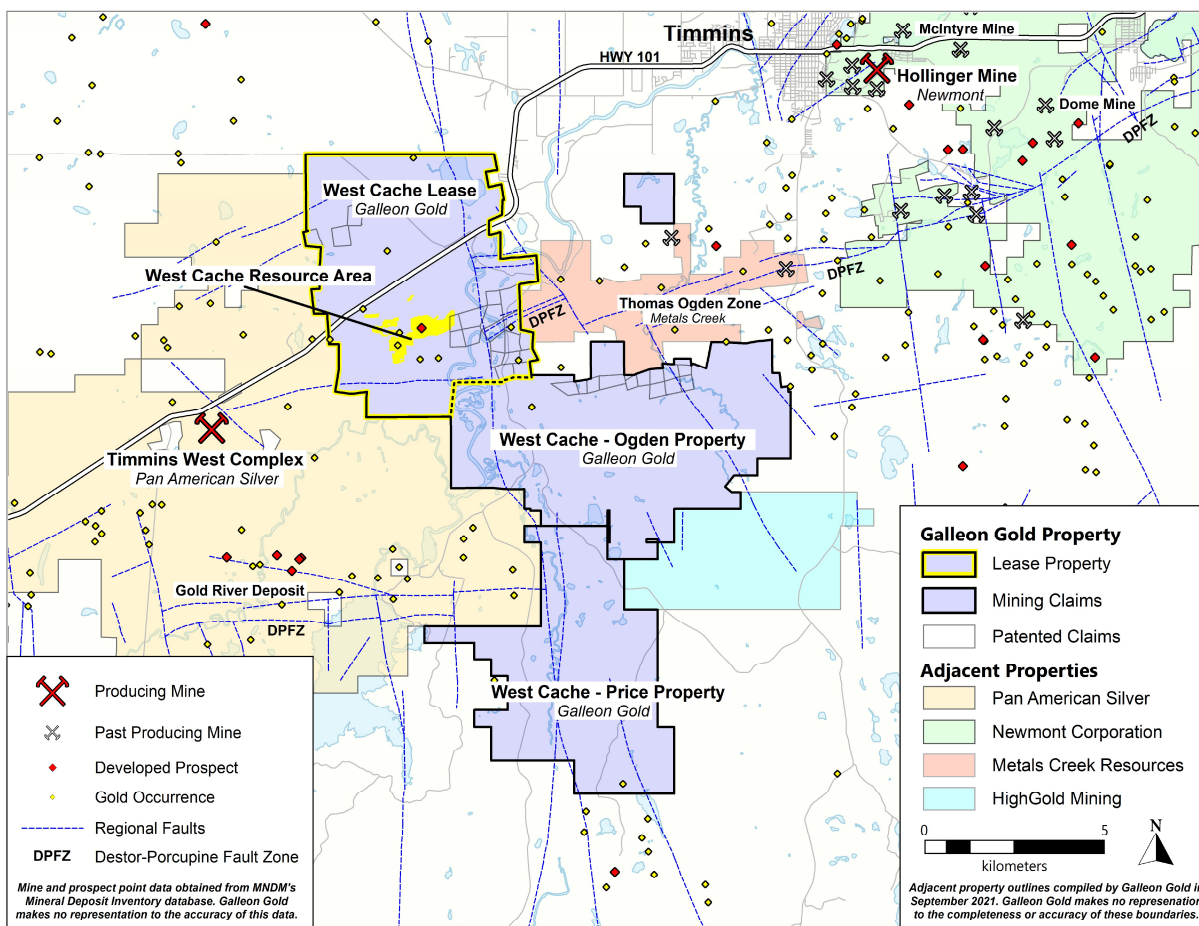 Timmins
McIntyre Mine
HWY 101
Hollinger Mine
Newmont
Dome Mine
DPFZ
West Cache Lease
Galleon Gold
West Cache Resource Area
DPFZ
Thomas Ogden Zone
Metals Creek
DPFZ
West Cache - Ogden Property
Galleon Gold
Timmins West Complex
Pan American Silver
Gold River Deposit
DPFZ
West Cache - Price Property
Galleon Gold
Producing Mine
Past Producing Mine
Developed Prospect
Gold Occurrence
Regional Faults
DPFZ Destor-Porcupine Fault Zone
Mine and prospect point data obtained from MNDM's
Mineral Deposit Inventory database. Galleon Gold
makes no representation to the accuracy of this data.
Galleon Gold Property
Lease Property
Mining Claims
Patented Claims
Adjacent Properties
Pan American Silver
Newmont Corporation
Metals Creek Resources
HighGold Mining
0 5
kilometers
N
Adjacent property outlines compiled by Galleon Gold in
September 2021. Galleon Gold makes no represenation
to the completeness or accuracy of these boundaries.